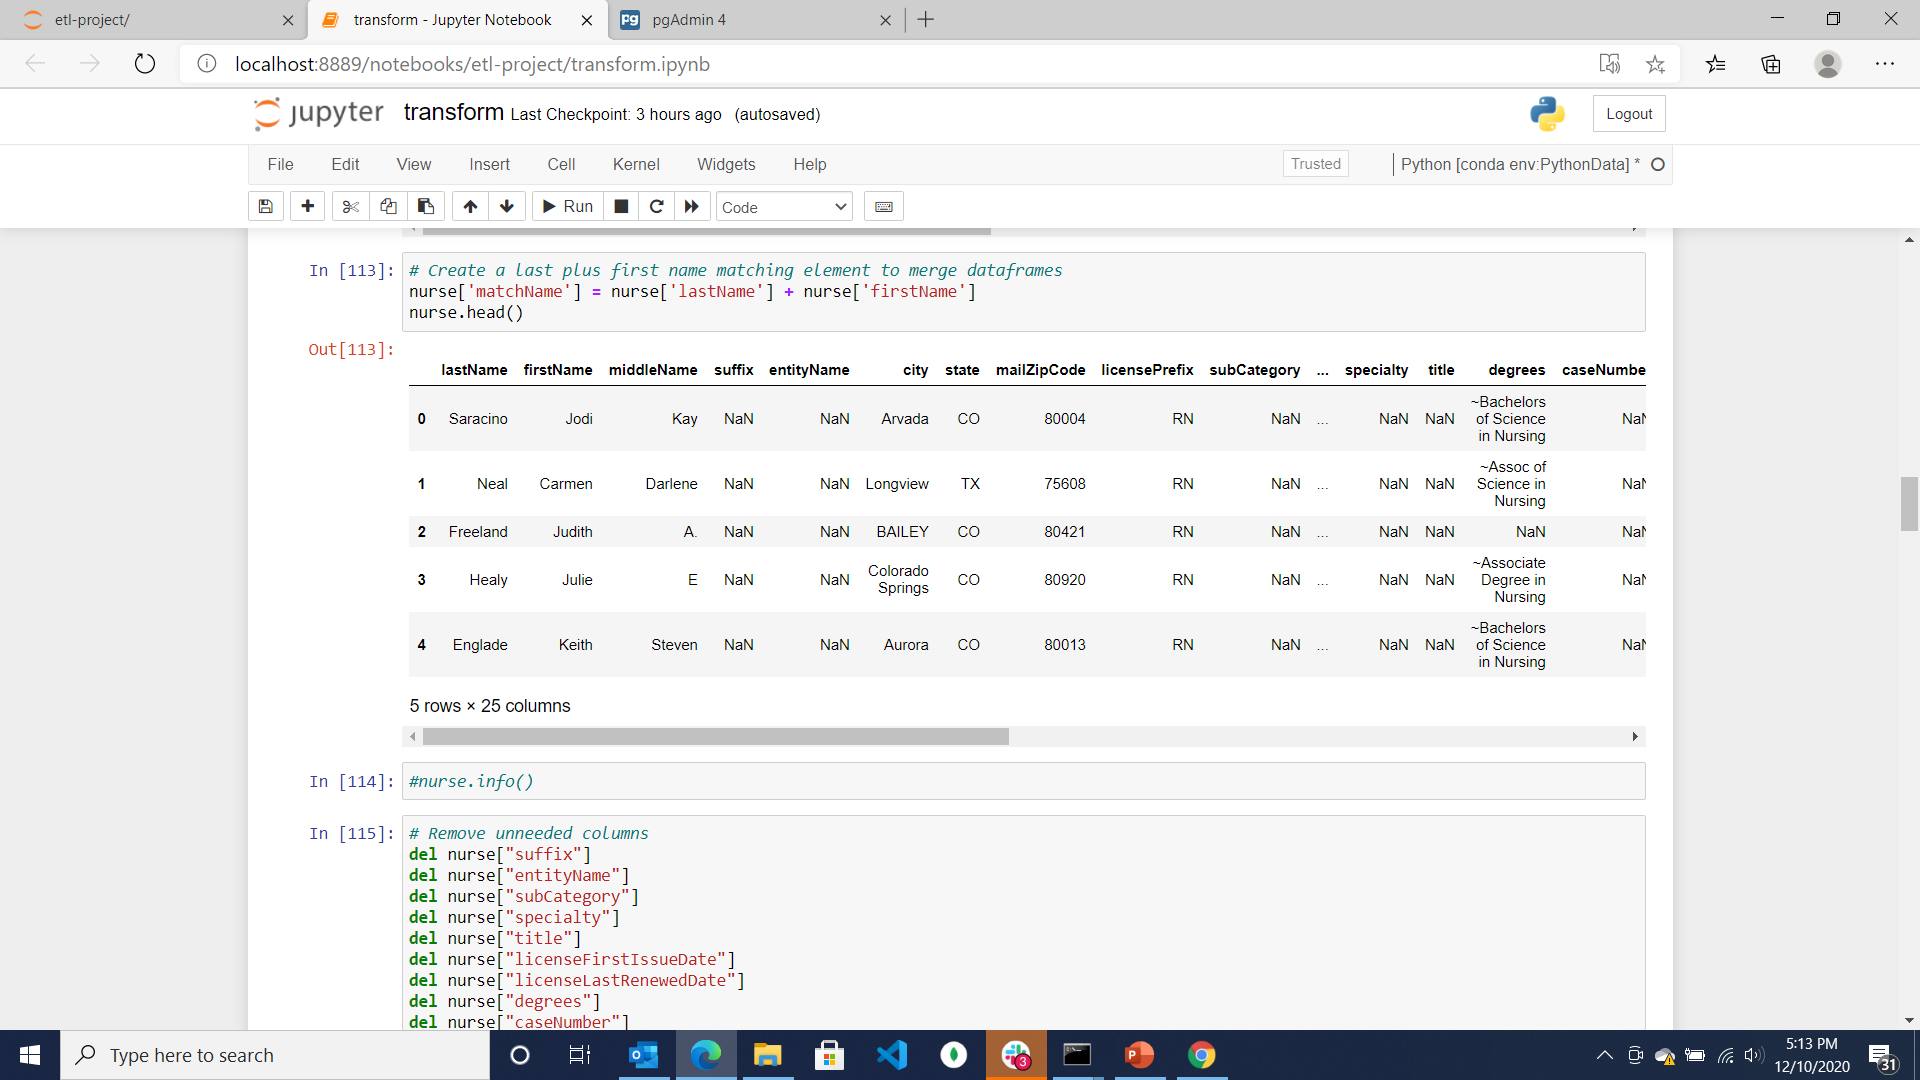 etl-project/
transform - Jupyter Notebook
pgAdmin 4
localhost:8889/notebooks/etl-project/transform.ipynb
jupyter transform Last Checkpoint: 3 hours ago (autosaved)
Logout
File Edit View Insert Cell Kernel Widgets Help
Trusted
Python [conda env:PythonData] *
Run
Code
In [113]:
# Create a last plus first name matching element to merge dataframes
nurse['matchName'] = nurse['lastName'] + nurse['firstName']
nurse.head()
Out[113]:
lastName firstName middleName suffix entityName city state mailZipCode licensePrefix subCategory ... specialty title degrees caseNumbe
0 Saracino Jodi Kay NaN NaN Arvada CO 80004 RN NaN ... NaN NaN ~Bachelors of Science in Nursing NaN
1 Neal Carmen Darlene NaN NaN Longview TX 75608 RN NaN ... NaN NaN ~Assoc of Science in Nursing NaN
2 Freeland Judith A. NaN NaN BAILEY CO 80421 RN NaN ... NaN NaN NaN NaN
3 Healy Julie E NaN NaN Colorado Springs CO 80920 RN NaN ... NaN NaN ~Associate Degree in Nursing NaN
4 Englade Keith Steven NaN NaN Aurora CO 80013 RN NaN ... NaN NaN ~Bachelors of Science in Nursing NaN
5 rows × 25 columns
In [114]:
#nurse.info()
In [115]:
# Remove unneeded columns
del nurse["suffix"]
del nurse["entityName"]
del nurse["subCategory"]
del nurse["specialty"]
del nurse["title"]
del nurse["licenseFirstIssueDate"]
del nurse["licenseLastRenewedDate"]
del nurse["degrees"]
del nurse["caseNumber"]
Type here to search
3
5:13 PM
12/10/2020
31